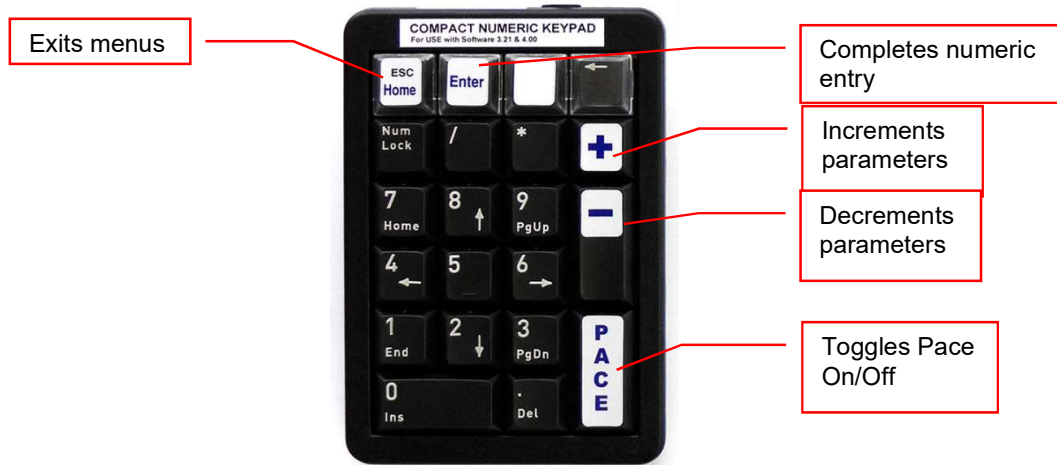 COMPACT NUMERIC KEYPAD
For USE with Software 3.21 & 4.00
Exits menus
Completes numeric
entry
Increments
parameters
Decrements
parameters
Toggles Pace
On/Off
ESC
Home
Enter
←
Num
Lock
/
*
+
7
Home
8
↑
9
PgUp
−
4
←
5
6
→
1
End
2
↓
3
PgDn
P
A
C
E
0
Ins
.
Del